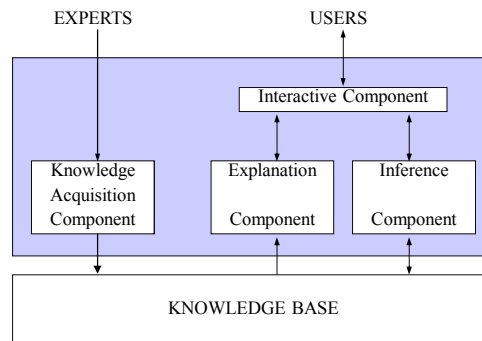 EXPERTS
USERS
Interactive Component
Knowledge
Acquisition
Component
Explanation
Component
Inference
Component
KNOWLEDGE BASE